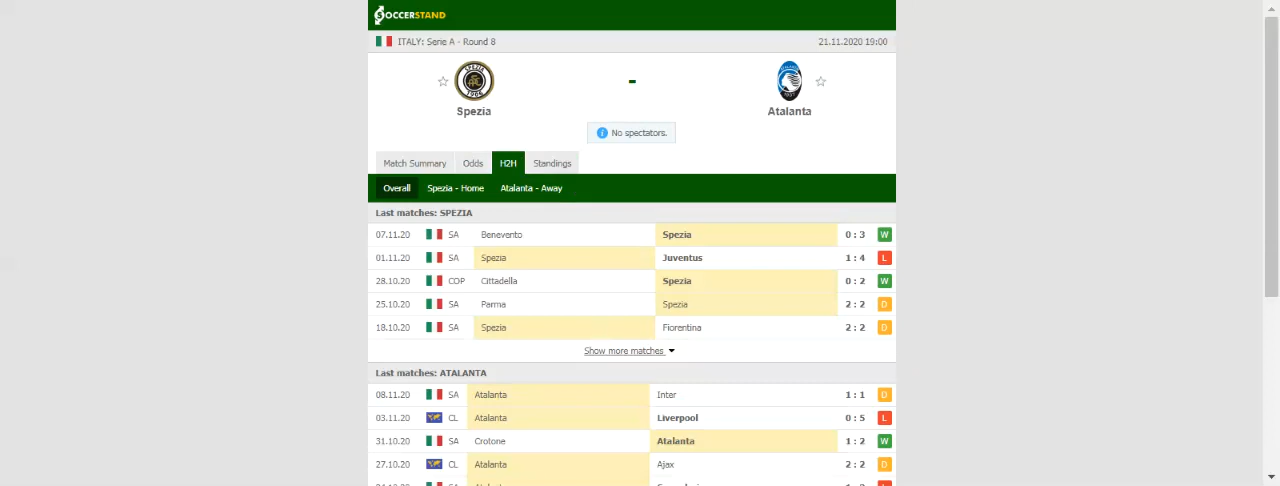 SOCCERSTAND
ITALY: Serie A - Round 8 21.11.2020 19:00
-
Spezia Atalanta
No spectators.
Match Summary Odds H2H Standings
Overall Spezia - Home Atalanta - Away
Last matches: SPEZIA
07.11.20 SA Benevento Spezia 0 : 3 W
01.11.20 SA Spezia Juventus 1 : 4 L
28.10.20 COP Cittadella Spezia 0 : 2 W
25.10.20 SA Parma Spezia 2 : 2 D
18.10.20 SA Spezia Fiorentina 2 : 2 D
Show more matches
Last matches: ATALANTA
08.11.20 SA Atalanta Inter 1 : 1 D
03.11.20 CL Atalanta Liverpool 0 : 5 L
31.10.20 SA Crotone Atalanta 1 : 2 W
27.10.20 CL Atalanta Ajax 2 : 2 D